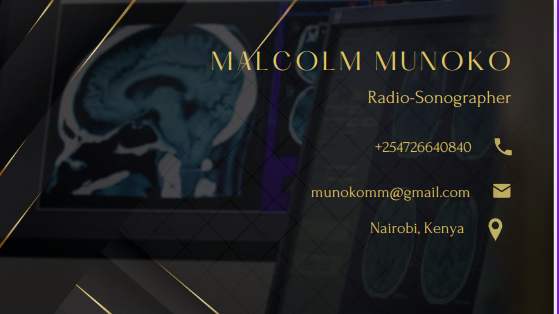 MALCOLM MUNOKO
Radio-Sonographer
+254726640840
munokomm@gmail.com
Nairobi, Kenya